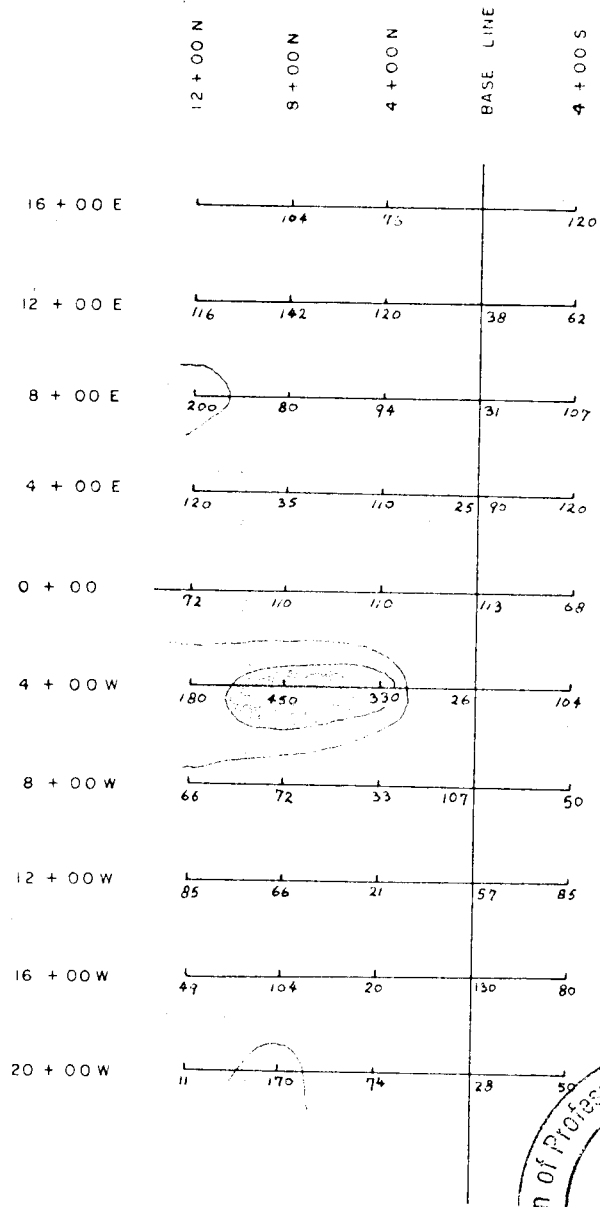 12 + 00 N
8 + 00 N
4 + 00 N
BASE LINE
4 + 00 S
16 + 00 E
104 75 120
12 + 00 E
116 142 120 38 62
8 + 00 E
200 80 94 31 107
4 + 00 E
120 35 110 25 90 120
0 + 00
72 110 110 113 68
4 + 00 W
180 450 330 26 104
8 + 00 W
66 72 33 107 50
12 + 00 W
85 66 21 57 85
16 + 00 W
49 104 20 130 80
20 + 00 W
11 170 74 28 50
of